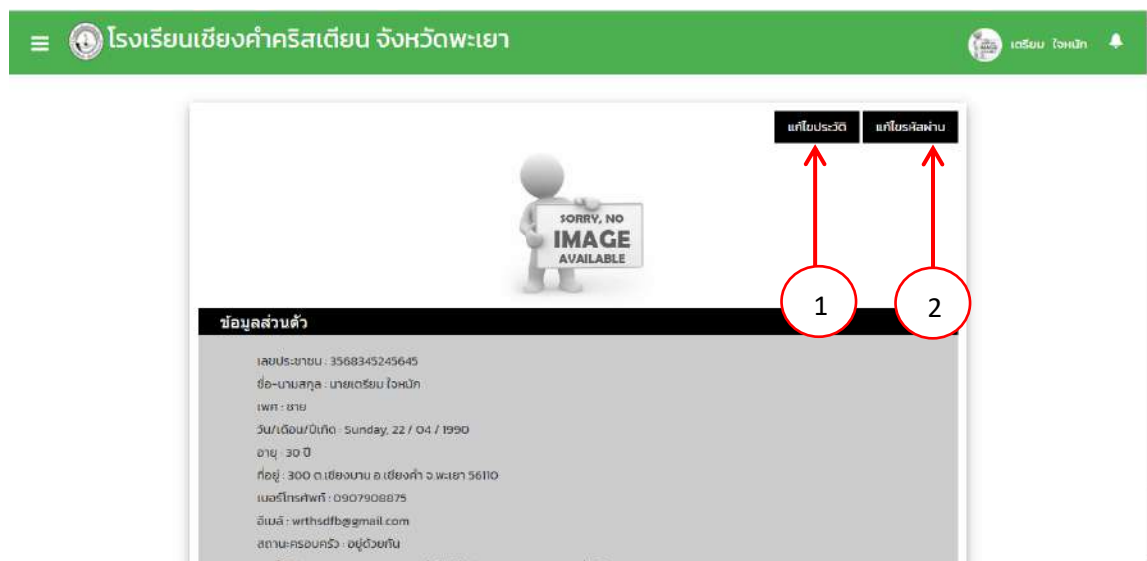 โรงเรียนเชียงคำคริสเตียน จังหวัดพะเยา
เตรียม ใจหนัก
แก้ไขประวัติ แก้ไขรหัสผ่าน
SORRY, NO
IMAGE
AVAILABLE
1 2
ข้อมูลส่วนตัว
เลขประชาชน : 3568345245645
ชื่อ-นามสกุล : นายเตรียม ใจหนัก
เพศ : ชาย
วัน/เดือน/ปีเกิด : Sunday, 22 / 04 / 1990
อายุ : 30 ปี
ที่อยู่ : 300 ต.เชียงบาน อ.เชียงคำ จ.พะเยา 56110
เบอร์โทรศัพท์ : 0907908875
อีเมล์ : wrthsdfb@gmail.com
สถานะครอบครัว : อยู่ด้วยกัน